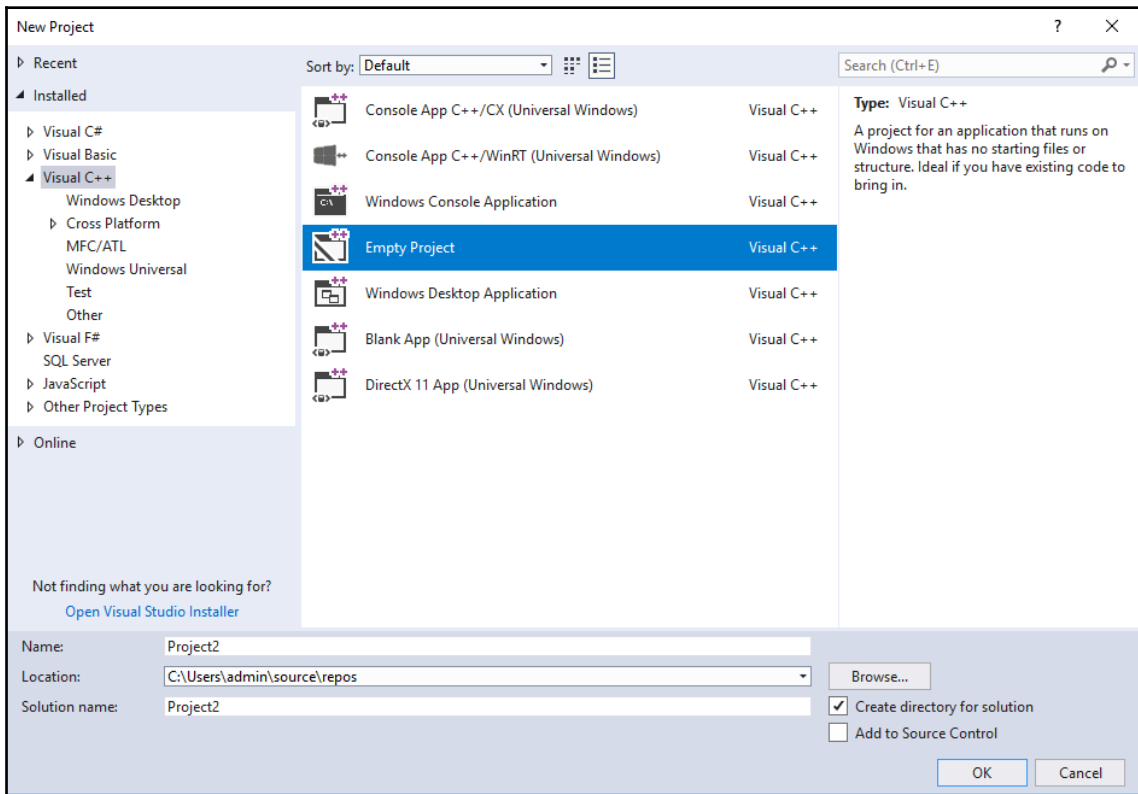 New Project
?
Recent
Installed
Visual C#
Visual Basic
Visual C++
Windows Desktop
Cross Platform
MFC/ATL
Windows Universal
Test
Other
Visual F#
SQL Server
JavaScript
Other Project Types
Online
Not finding what you are looking for?
Open Visual Studio Installer
Sort by: Default
Console App C++/CX (Universal Windows) Visual C++
Console App C++/WinRT (Universal Windows) Visual C++
Windows Console Application Visual C++
Empty Project Visual C++
Windows Desktop Application Visual C++
Blank App (Universal Windows) Visual C++
DirectX 11 App (Universal Windows) Visual C++
Search (Ctrl+E)
Type: Visual C++
A project for an application that runs on
Windows that has no starting files or
structure. Ideal if you have existing code to
bring in.
Name: Project2
Location: C:\Users\admin\source\repos
Browse...
Solution name: Project2
Create directory for solution
Add to Source Control
OK Cancel